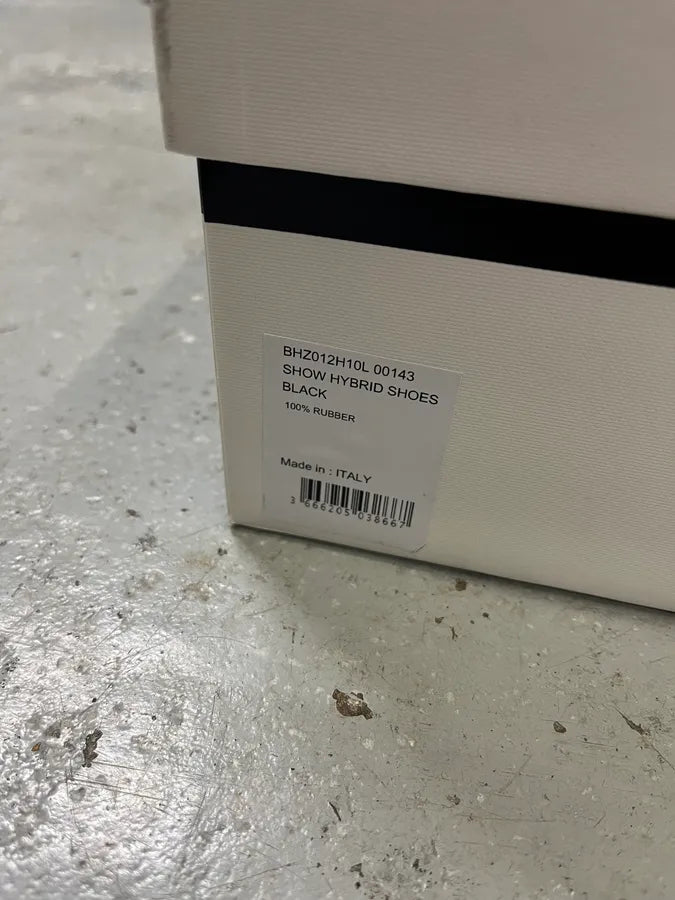 BHZ012H10L 00143
SHOW HYBRID SHOES
BLACK
100% RUBBER
Made in : ITALY
3 666205 038667